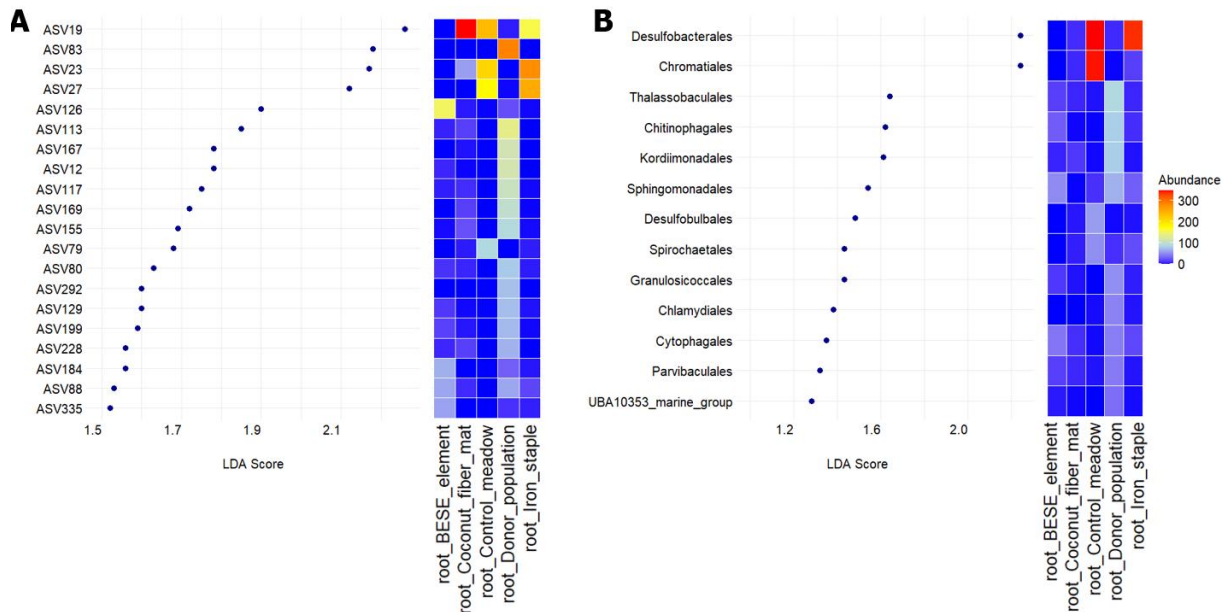 A
ASV19
ASV83
ASV23
ASV27
ASV126
ASV113
ASV167
ASV12
ASV117
ASV169
ASV155
ASV79
ASV80
ASV292
ASV129
ASV199
ASV228
ASV184
ASV88
ASV335
1.5 1.7 1.9 2.1
LDA Score
root_BESE_element
root_Coconut_fiber_mat
root_Control_meadow
root_Donor_population
root_Iron_staple
B
Desulfobacterales
Chromatiales
Thalassobaculales
Chitinophagales
Kordiimonadales
Sphingomonadales
Desulfobulbales
Spirochaetales
Granulosicoccales
Chlamydiales
Cytophagales
Parvibaculales
UBA10353_marine_group
1.2 1.6 2.0
LDA Score
root_BESE_element
root_Coconut_fiber_mat
root_Control_meadow
root_Donor_population
root_Iron_staple
Abundance
300
200
100
0